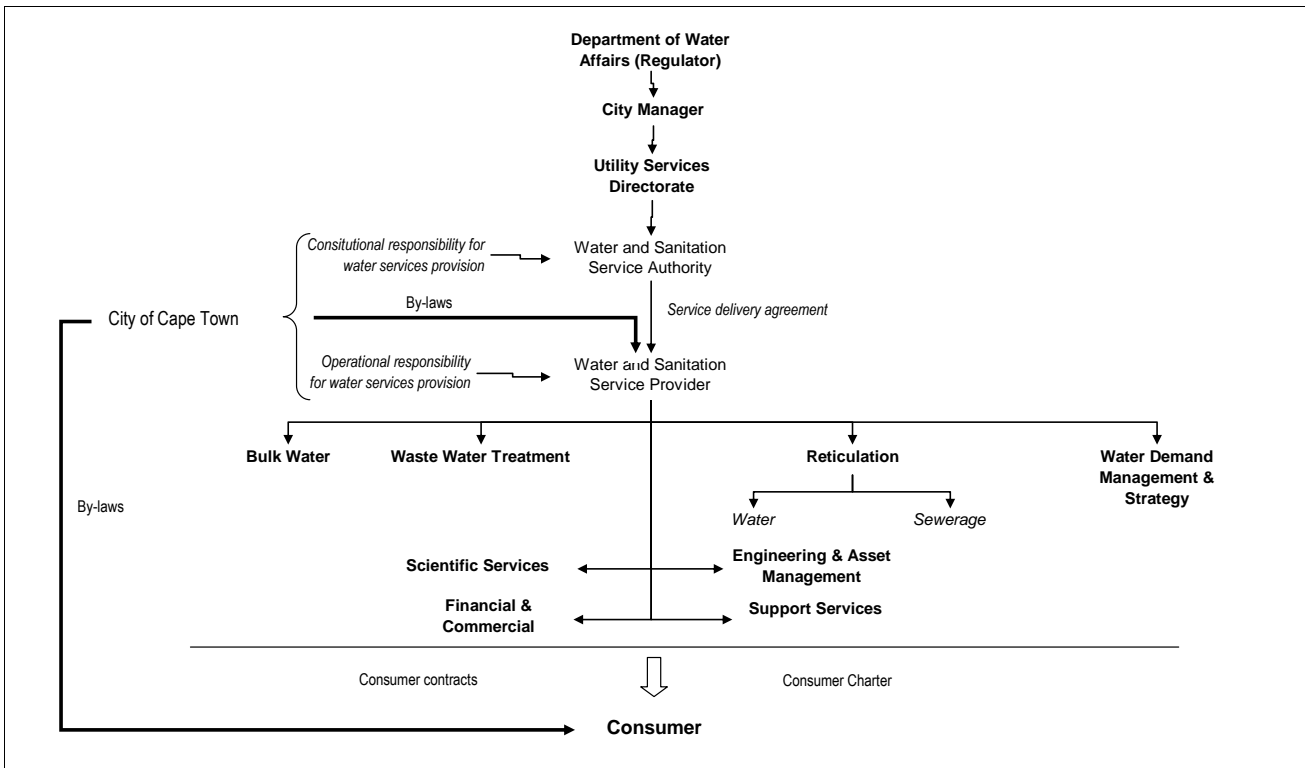 Department of Water
Affairs (Regulator)
City Manager
Utility Services
Directorate
Consitutional responsibility for
water services provision
Water and Sanitation
Service Authority
By-laws
Service delivery agreement
City of Cape Town
Operational responsibility
for water services provision
Water and Sanitation
Service Provider
Bulk Water
Waste Water Treatment
Reticulation
Water Demand
Management &
Strategy
By-laws
Water
Sewerage
Scientific Services
Engineering & Asset
Management
Financial &
Commercial
Support Services
Consumer contracts
Consumer Charter
Consumer